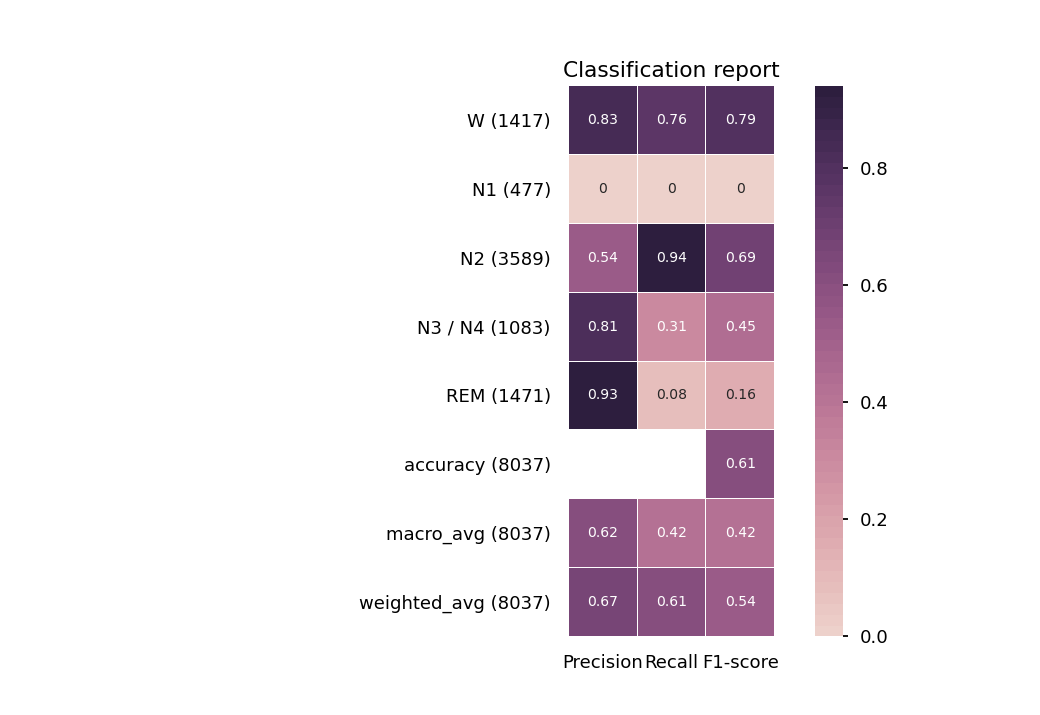 Classification report
W (1417) 0.83 0.76 0.79
N1 (477) 0 0 0
N2 (3589) 0.54 0.94 0.69
N3 / N4 (1083) 0.81 0.31 0.45
REM (1471) 0.93 0.08 0.16
accuracy (8037) 0.61
macro_avg (8037) 0.62 0.42 0.42
weighted_avg (8037) 0.67 0.61 0.54
Precision Recall F1-score
0.8
0.6
0.4
0.2
0.0